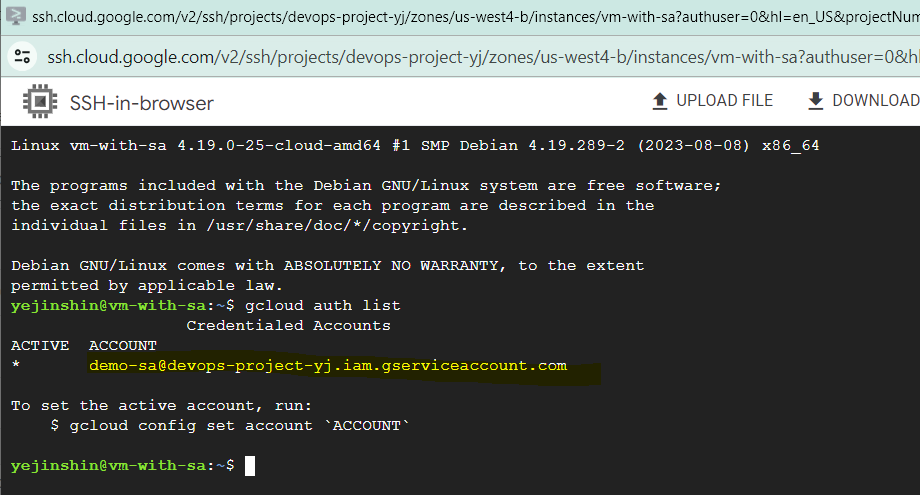 ssh.cloud.google.com/v2/ssh/projects/devops-project-yj/zones/us-west4-b/instances/vm-with-sa?authuser=0&hl=en_US&projectNum
ssh.cloud.google.com/v2/ssh/projects/devops-project-yj/zones/us-west4-b/instances/vm-with-sa?authuser=0&hl
SSH-in-browser UPLOAD FILE DOWNLOAD
Linux vm-with-sa 4.19.0-25-cloud-amd64 #1 SMP Debian 4.19.289-2 (2023-08-08) x86_64
The programs included with the Debian GNU/Linux system are free software;
the exact distribution terms for each program are described in the
individual files in /usr/share/doc/*/copyright.
Debian GNU/Linux comes with ABSOLUTELY NO WARRANTY, to the extent
permitted by applicable law.
yejinshin@vm-with-sa:~$ gcloud auth list
Credentialed Accounts
ACTIVE ACCOUNT
* demo-sa@devops-project-yj.iam.gserviceaccount.com
To set the active account, run:
$ gcloud config set account `ACCOUNT`
yejinshin@vm-with-sa:~$